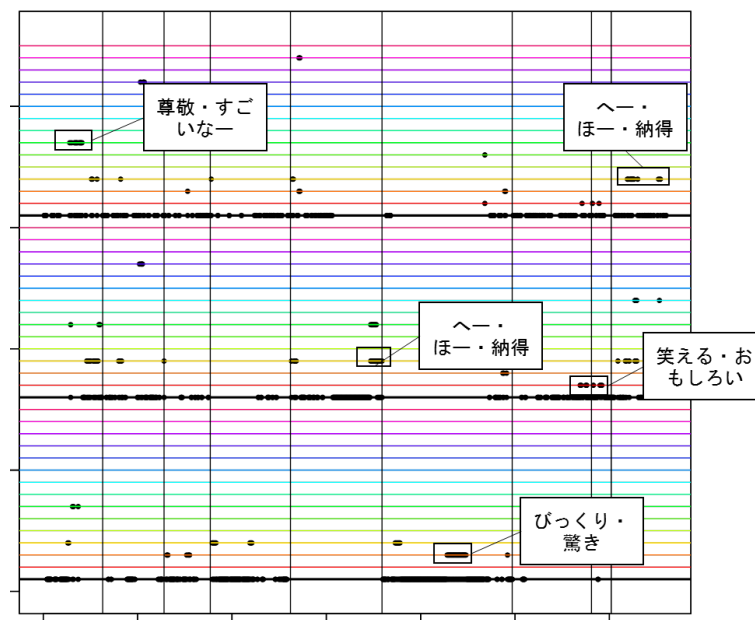 尊敬・すご
いなー
へー・
ほー・納得
へー・
ほー・納得
笑える・お
もしろい
びっくり・
驚き